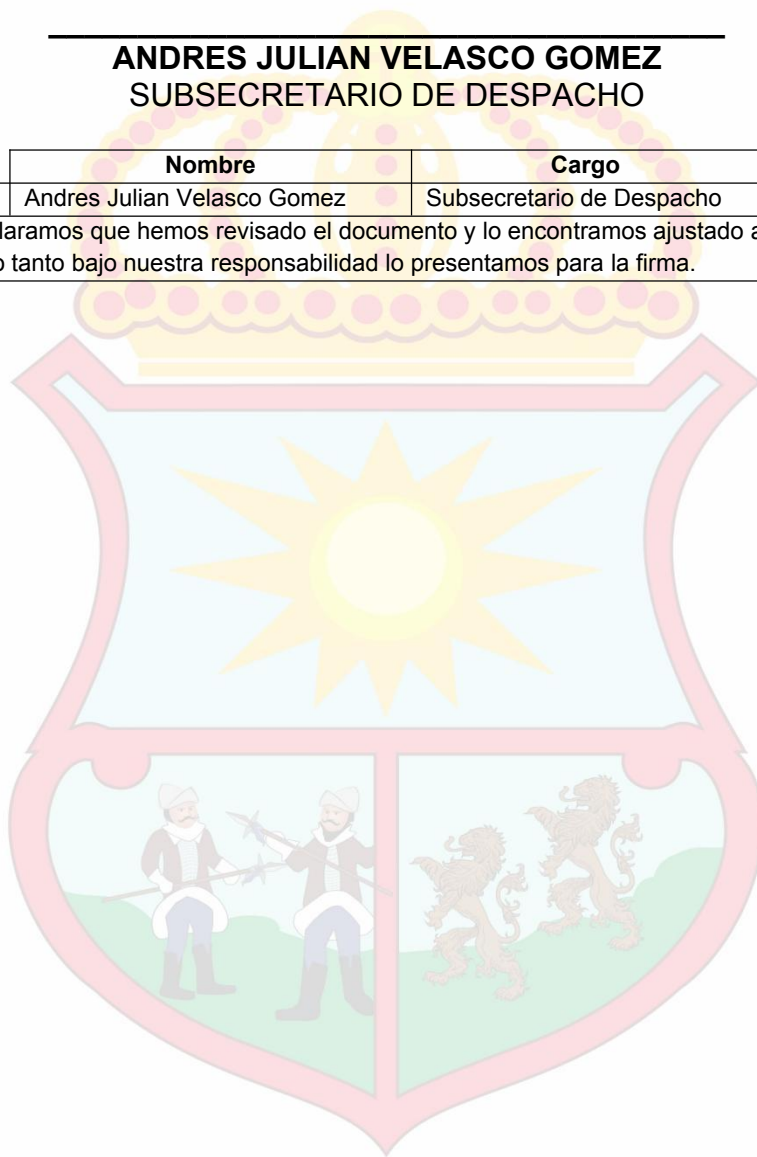 ANDRES JULIAN VELASCO GOMEZ
SUBSECRETARIO DE DESPACHO
Nombre Cargo
Andres Julian Velasco Gomez Subsecretario de Despacho
que hemos revisado el documento y lo encontramos ajustado
tanto bajo nuestra responsabilidad lo presentamos para la firma.